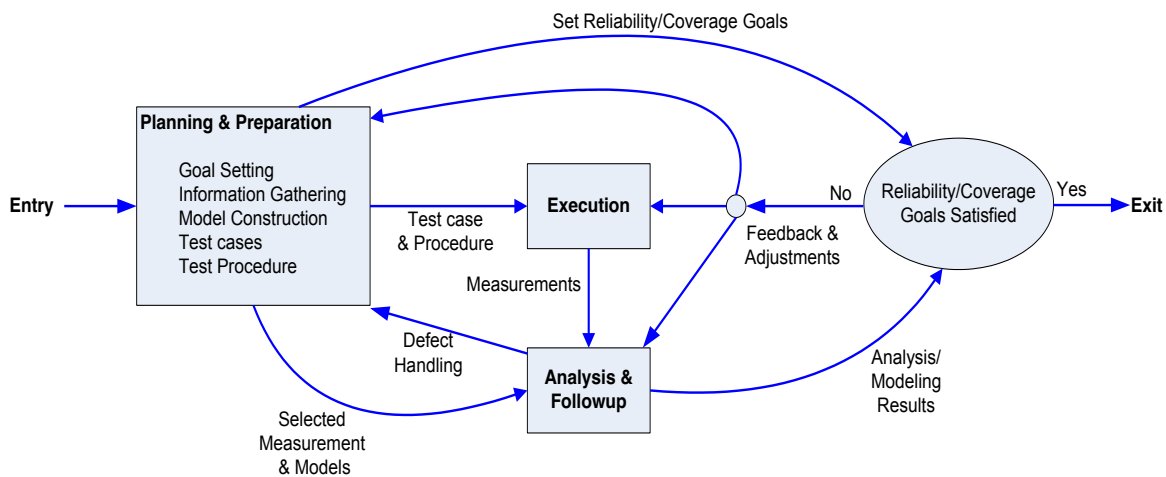 Set Reliability/Coverage Goals
Planning & Preparation
Goal Setting
Information Gathering
Model Construction
Test cases
Test Procedure
Entry
Test case
& Procedure
Execution
No
Feedback &
Adjustments
Reliability/Coverage
Goals Satisfied
Yes
Exit
Measurements
Defect
Handling
Analysis &
Followup
Analysis/
Modeling
Results
Selected
Measurement
& Models